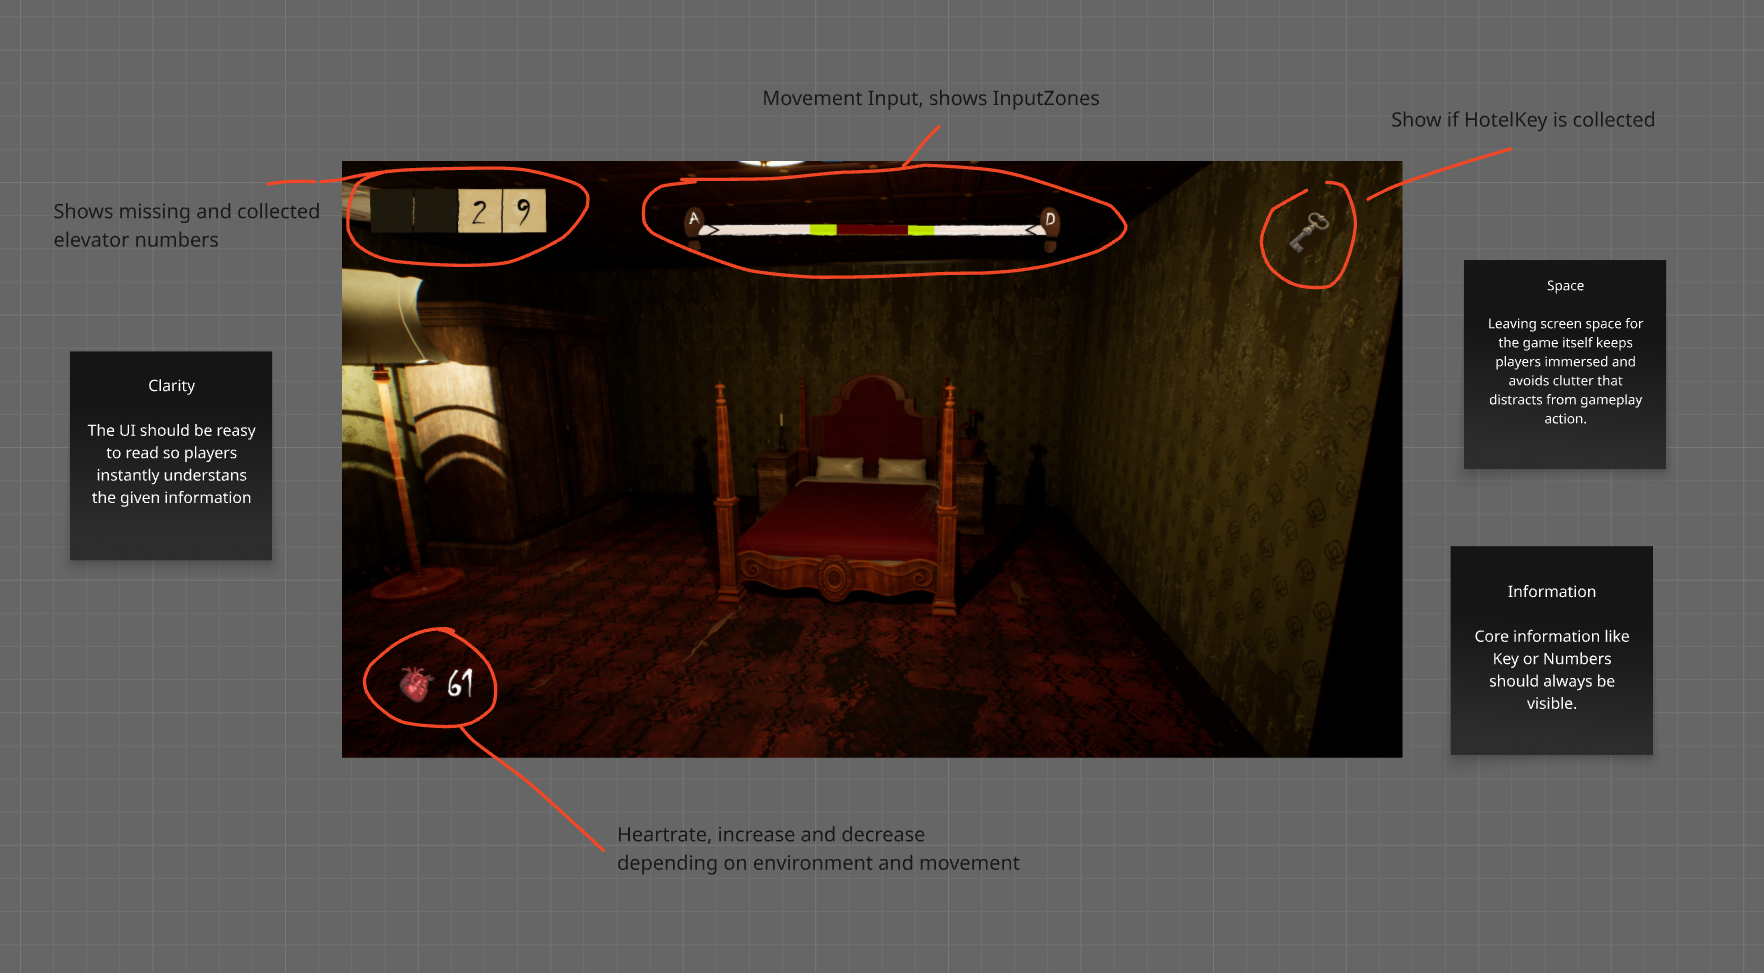 Movement Input, shows InputZones
Show if HotelKey is collected
Shows missing and collected
elevator numbers
2 9
A
D
Space
Leaving screen space for
the game itself keeps
players immersed and
avoids clutter that
distracts from gameplay
action.
Clarity
The UI should be reasy
to read so players
instantly understans
the given information
Information
Core information like
Key or Numbers
should always be
visible.
61
Heartrate, increase and decrease
depending on environment and movement